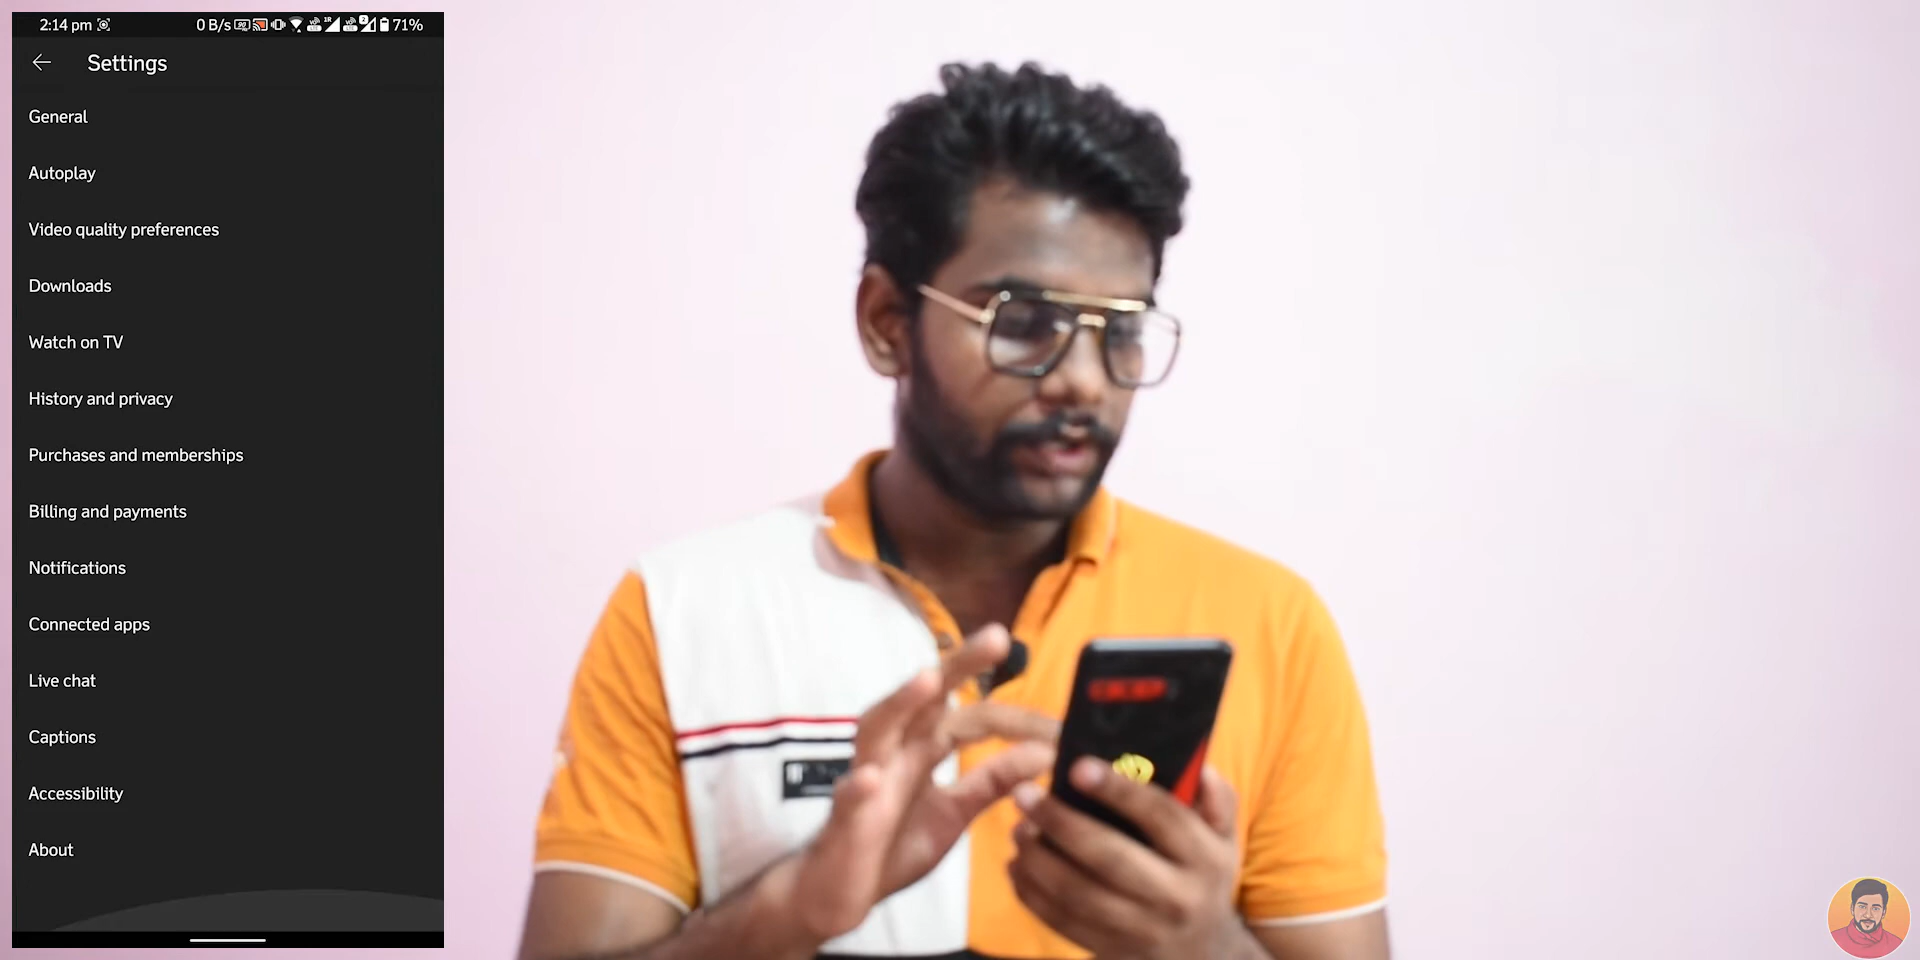 2:14 pm 0 B/s 71%
Settings
General
Autoplay
Video quality preferences
Downloads
Watch on TV
History and privacy
Purchases and memberships
Billing and payments
Notifications
Connected apps
Live chat
Captions
Accessibility
About